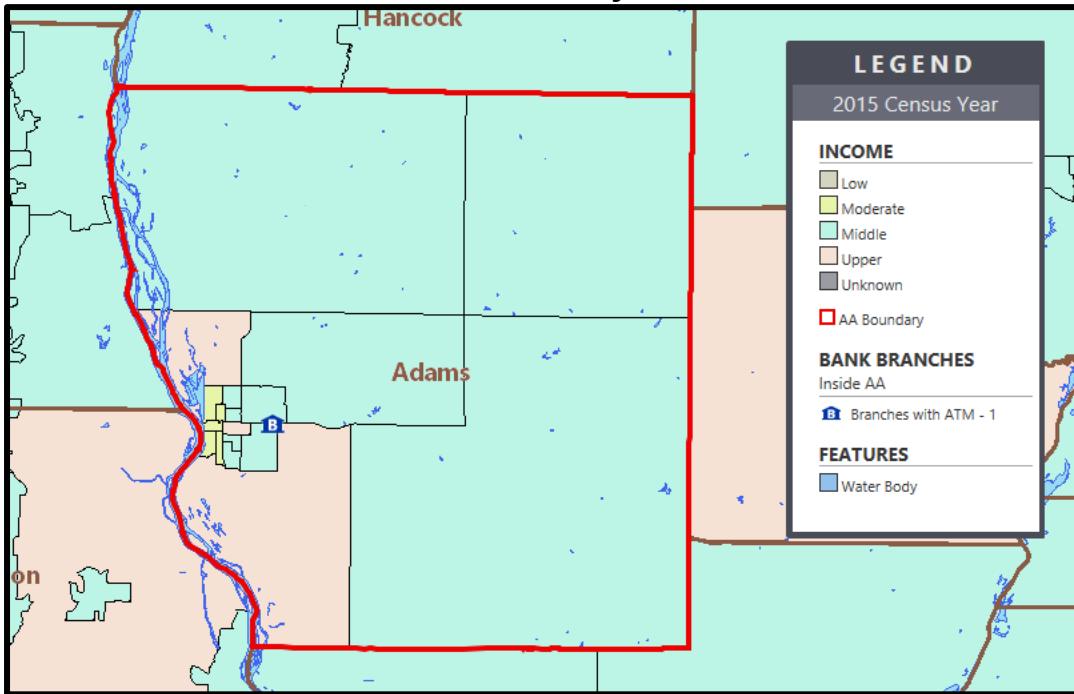 Hancock
LEGEND
2015 Census Year
INCOME
Low
Moderate
Middle
Upper
Unknown
AA Boundary
BANK BRANCHES
Inside AA
B Branches with ATM - 1
FEATURES
Water Body
Adams
B
on